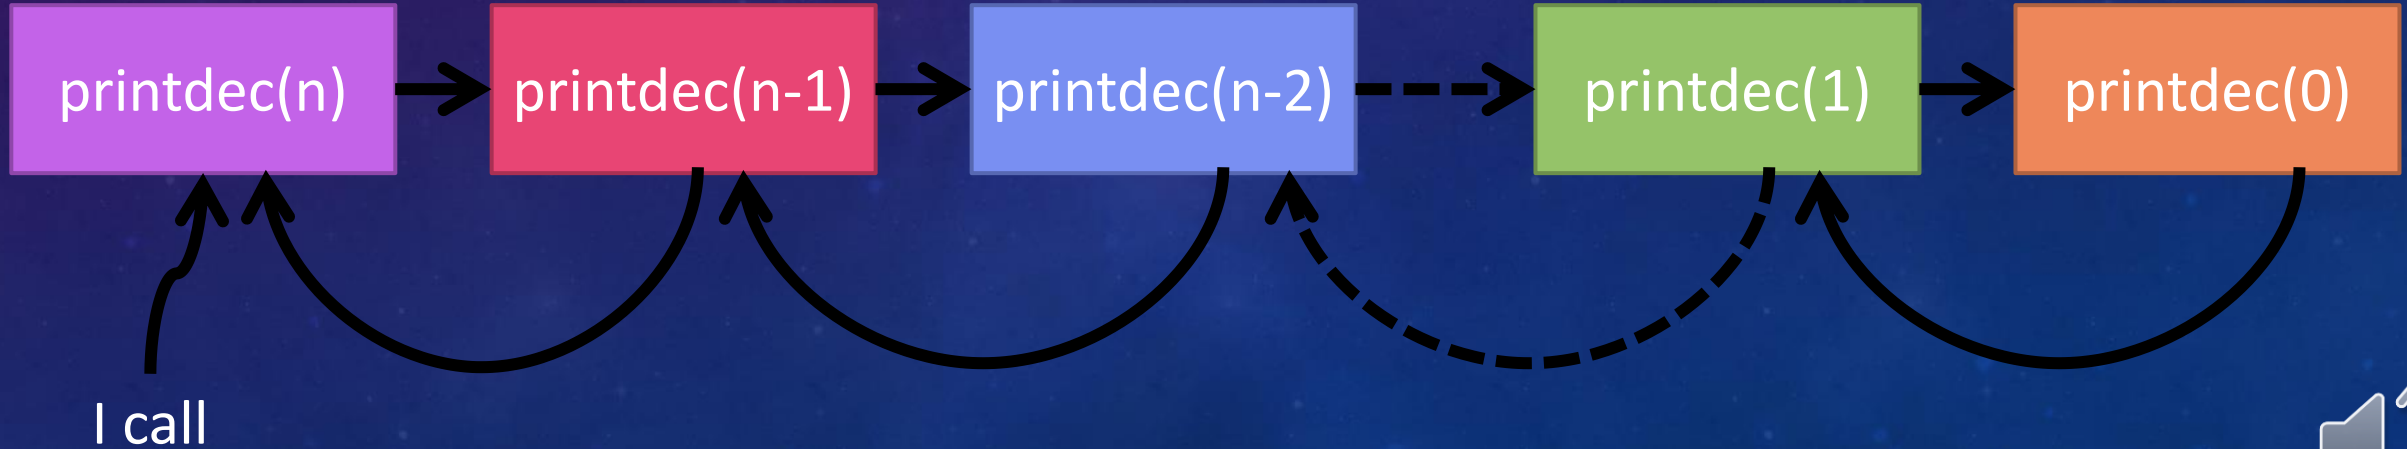 printdec(n)
printdec(n-1)
printdec(n-2)
printdec(1)
printdec(0)
I call